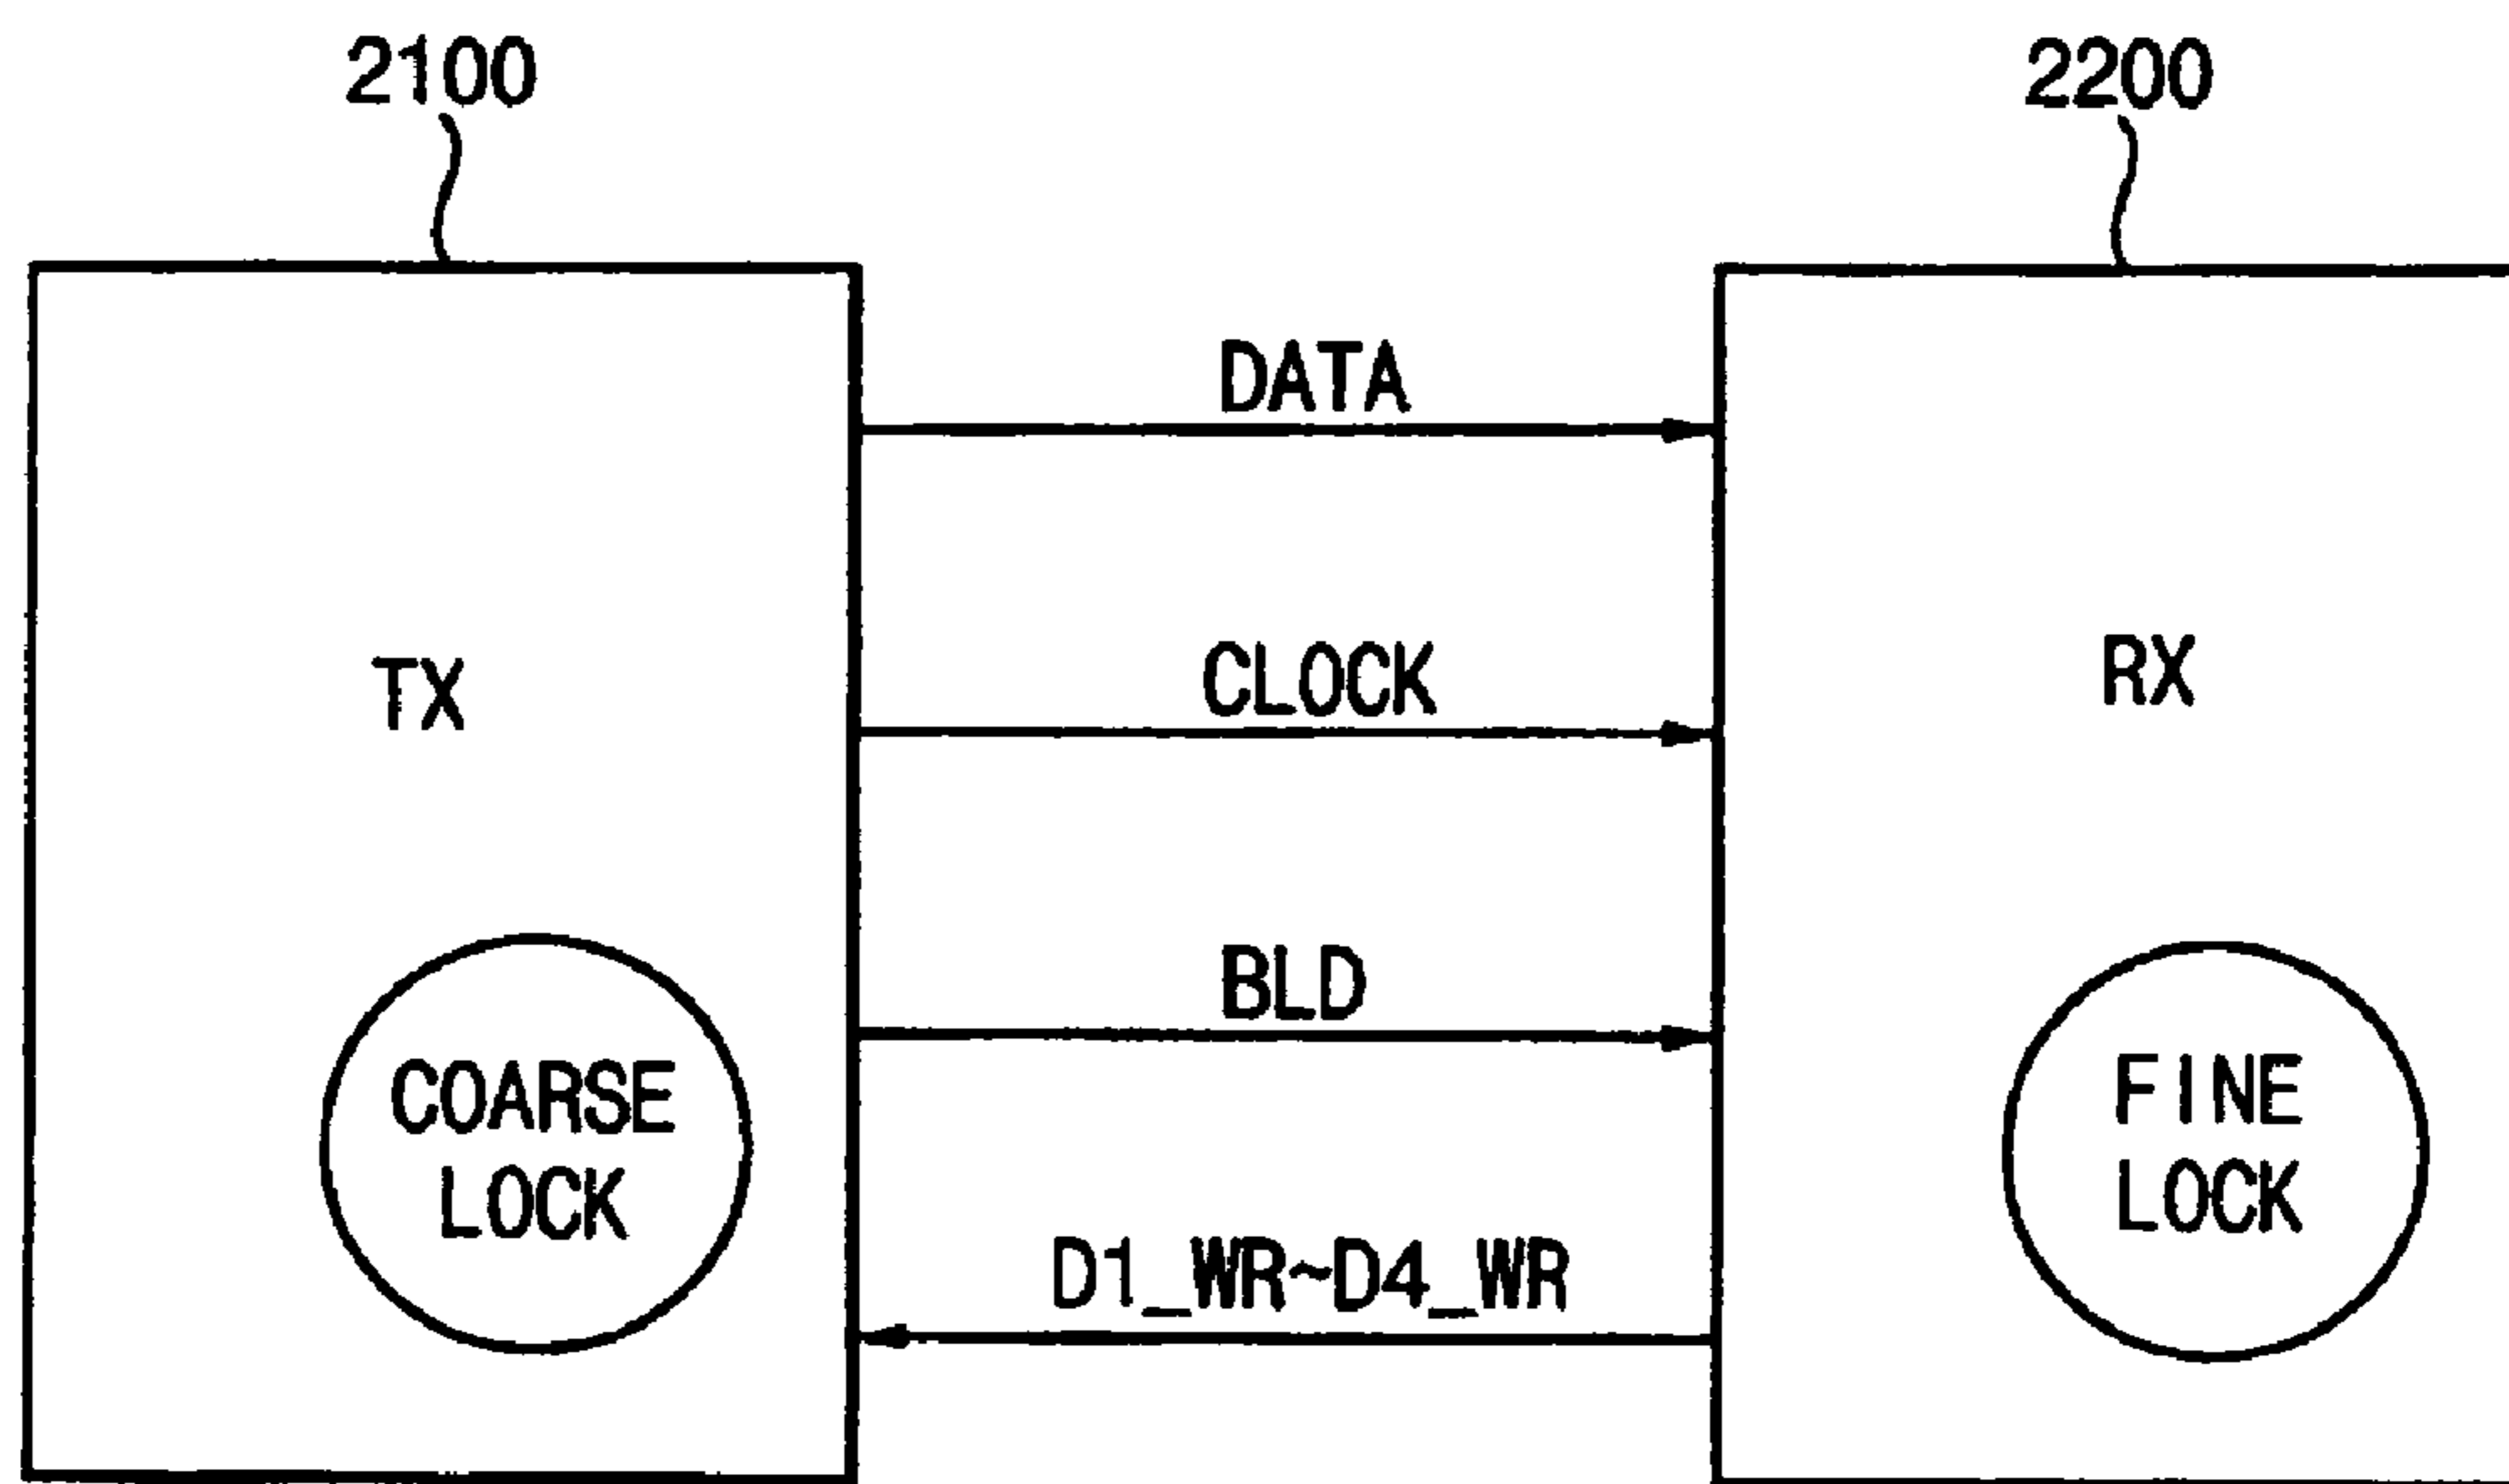 2100
2200
DATA
TX
CLOCK
RX
BLD
COARSE
LOCK
FINE
LOCK
D1_WR~D4_WR